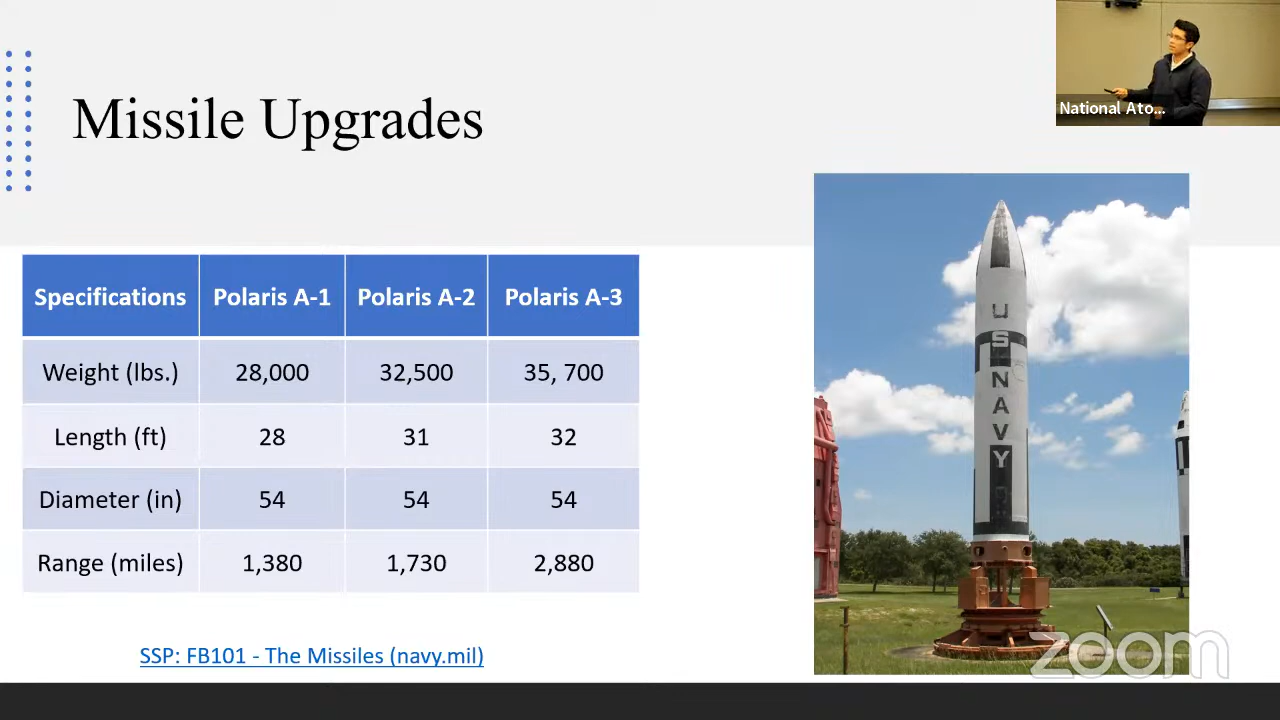 National Ato...
Missile Upgrades
Specifications Polaris A-1 Polaris A-2 Polaris A-3
Weight (lbs.) 28,000 32,500 35, 700
Length (ft) 28 31 32
Diameter (in) 54 54 54
Range (miles) 1,380 1,730 2,880
U
S
N
A
V
Y
SSP: FB101 - The Missiles (navy.mil)
zoom